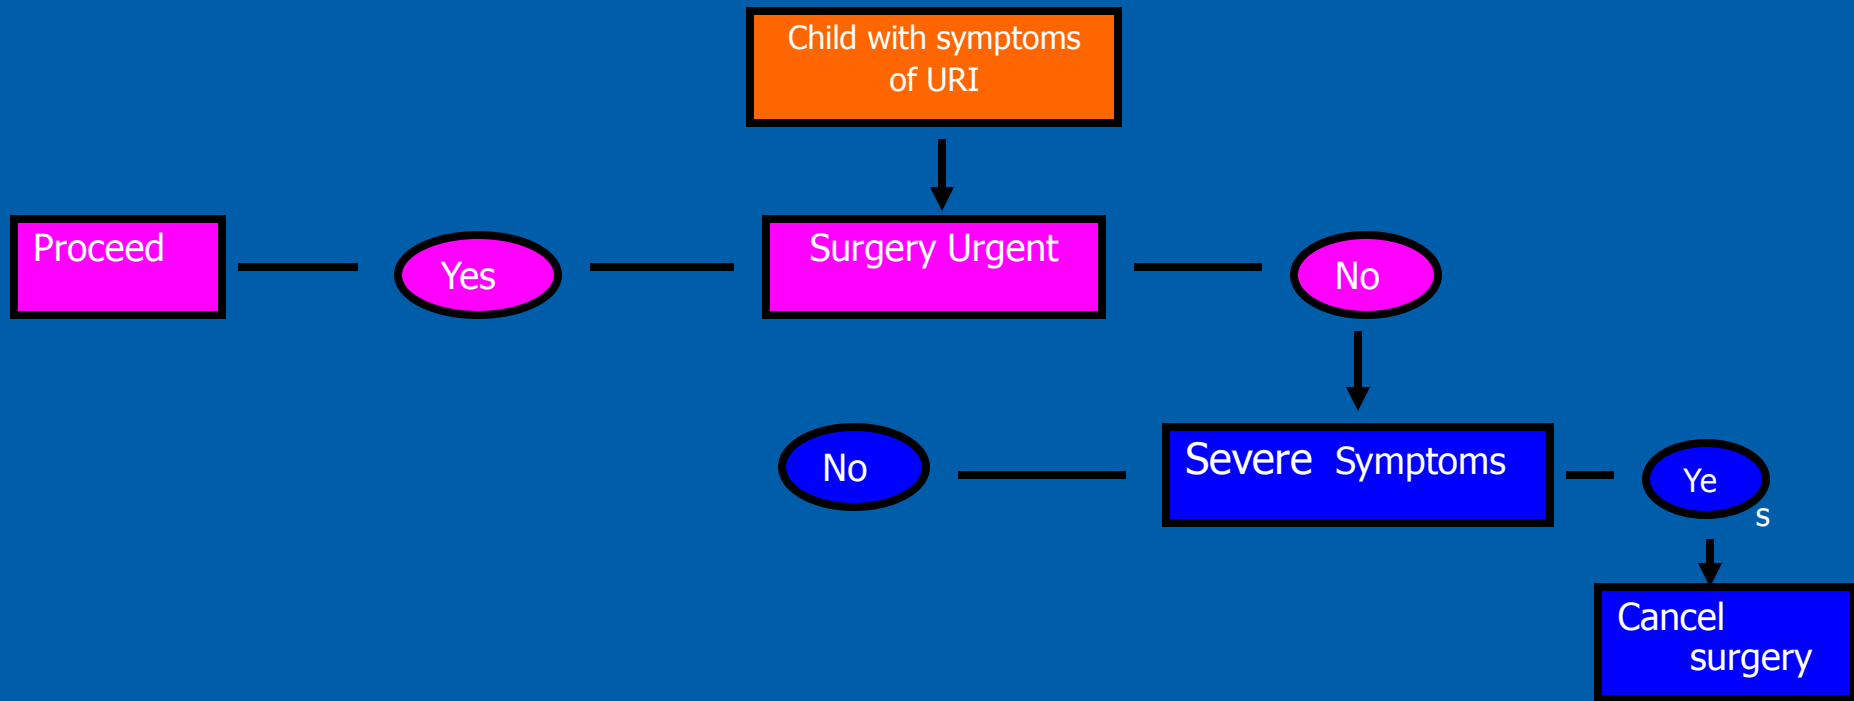 Child with symptoms
of URI
Proceed
Yes
Surgery Urgent
No
No
Severe Symptoms
Ye
s
Cancel
surgery